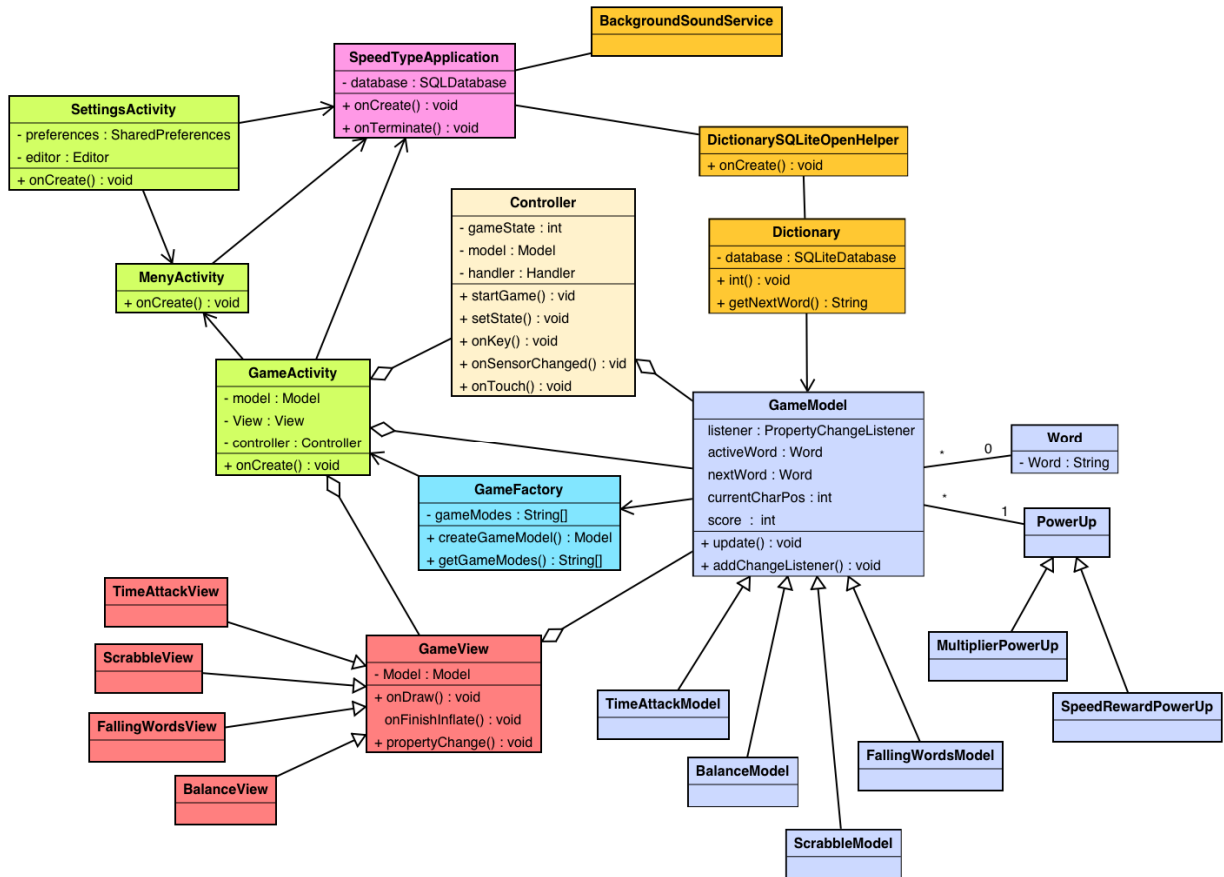 BackgroundSoundService
SpeedTypeApplication
- database : SQLDatabase
+ onCreate() : void
+ onTerminate() : void
SettingsActivity
- preferences : SharedPreferences
- editor : Editor
+ onCreate() : void
DictionarySQLiteOpenHelper
+ onCreate() : void
Controller
- gameState : int
- model : Model
- handler : Handler
+ startGame() : vid
+ setState() : void
+ onKey() : void
+ onSensorChanged() : vid
+ onTouch() : void
Dictionary
- database : SQLiteDatabase
+ int() : void
+ getNextWord() : String
MenyActivity
+ onCreate() : void
GameActivity
- model : Model
- View : View
- controller : Controller
+ onCreate() : void
GameModel
listener : PropertyChangeListener
activeWord : Word
nextWord : Word
currentCharPos : int
score : int
+ update() : void
+ addChangeListener() : void
*
0
Word
- Word : String
*
1
PowerUp
GameFactory
- gameModes : String[]
+ createGameModel() : Model
+ getGameModes() : String[]
TimeAttackView
ScrabbleView
FallingWordsView
BalanceView
GameView
- Model : Model
+ onDraw() : void
onFinishInflate() : void
+ propertyChange() : void
MultiplierPowerUp
SpeedRewardPowerUp
TimeAttackModel
BalanceModel
FallingWordsModel
ScrabbleModel